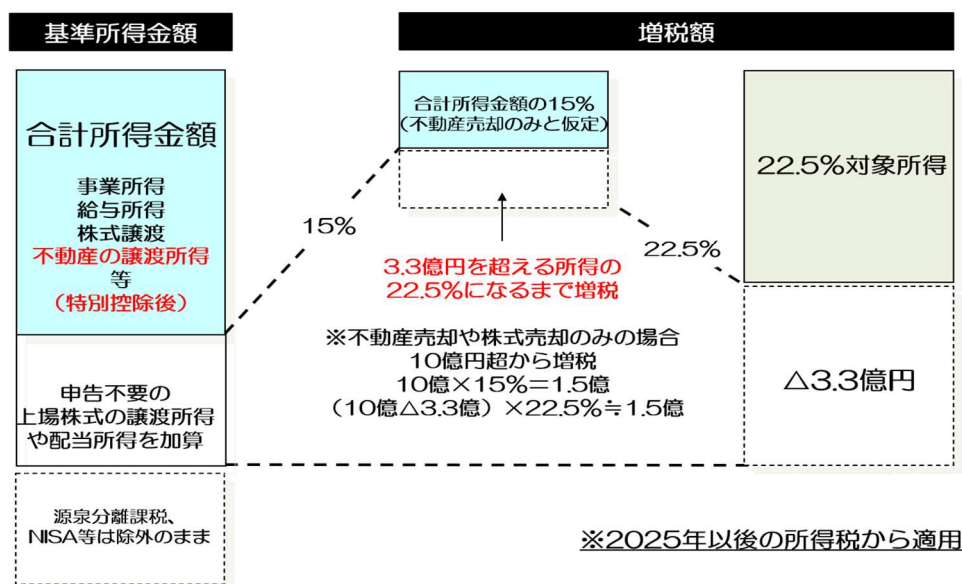 基準所得金額
合計所得金額
事業所得
給与所得
株式譲渡
不動産の譲渡所得
等
（特別控除後）
申告不要の
上場株式の譲渡所得
や配当所得を加算
源泉分離課税、
NISA等は除外のまま
増税額
合計所得金額の15%
(不動産売却のみと仮定)
15%
22.5%
3.3億円を超える所得の
22.5%になるまで増税
※不動産売却や株式売却のみの場合
10億円超から増税
10億×15%＝1.5億
（10億△3.3億）×22.5%≒1.5億
22.5%対象所得
△3.3億円
※2025年以後の所得税から適用